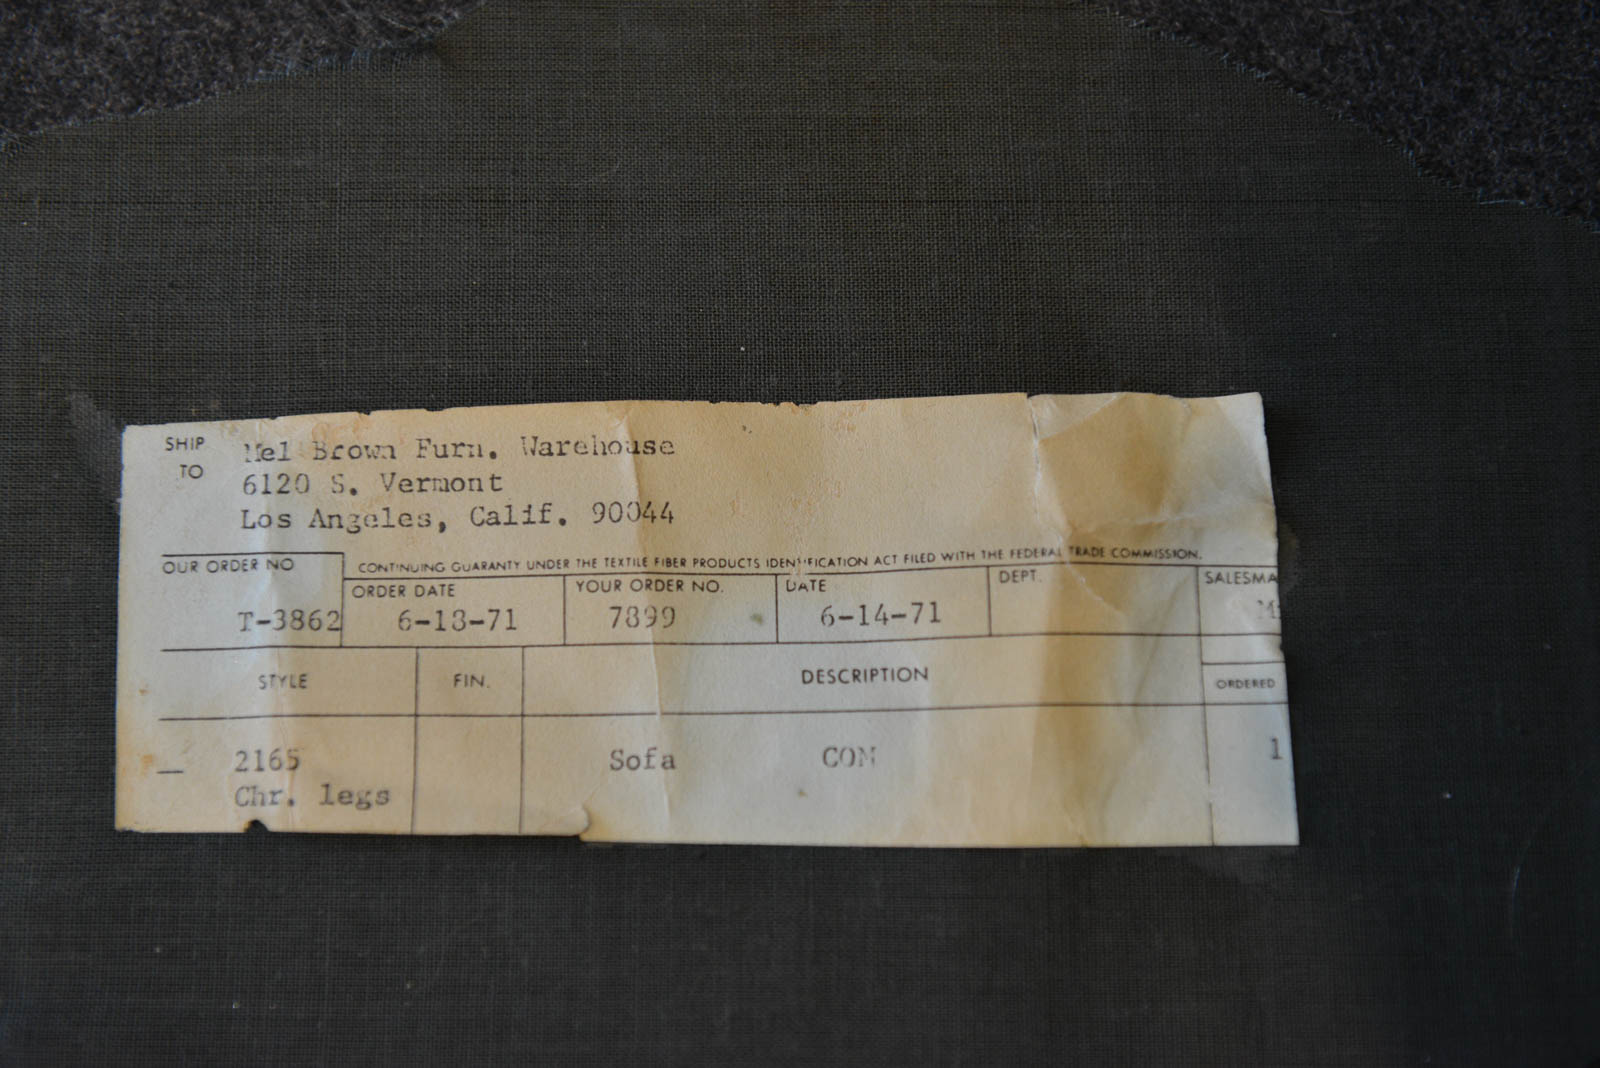 SHIP TO
Mel Brown Furn. Warehouse
6120 S. Vermont
Los Angeles, Calif. 90044
OUR ORDER NO
CONTINUING GUARANTY UNDER THE TEXTILE FIBER PRODUCTS IDENTIFICATION ACT FILED WITH THE FEDERAL TRADE COMMISSION.
ORDER DATE YOUR ORDER NO. DATE DEPT. SALESMA
T-3862 6-13-71 7899 6-14-71
STYLE FIN. DESCRIPTION ORDERED
2165 Sofa COM 1
Chr. legs